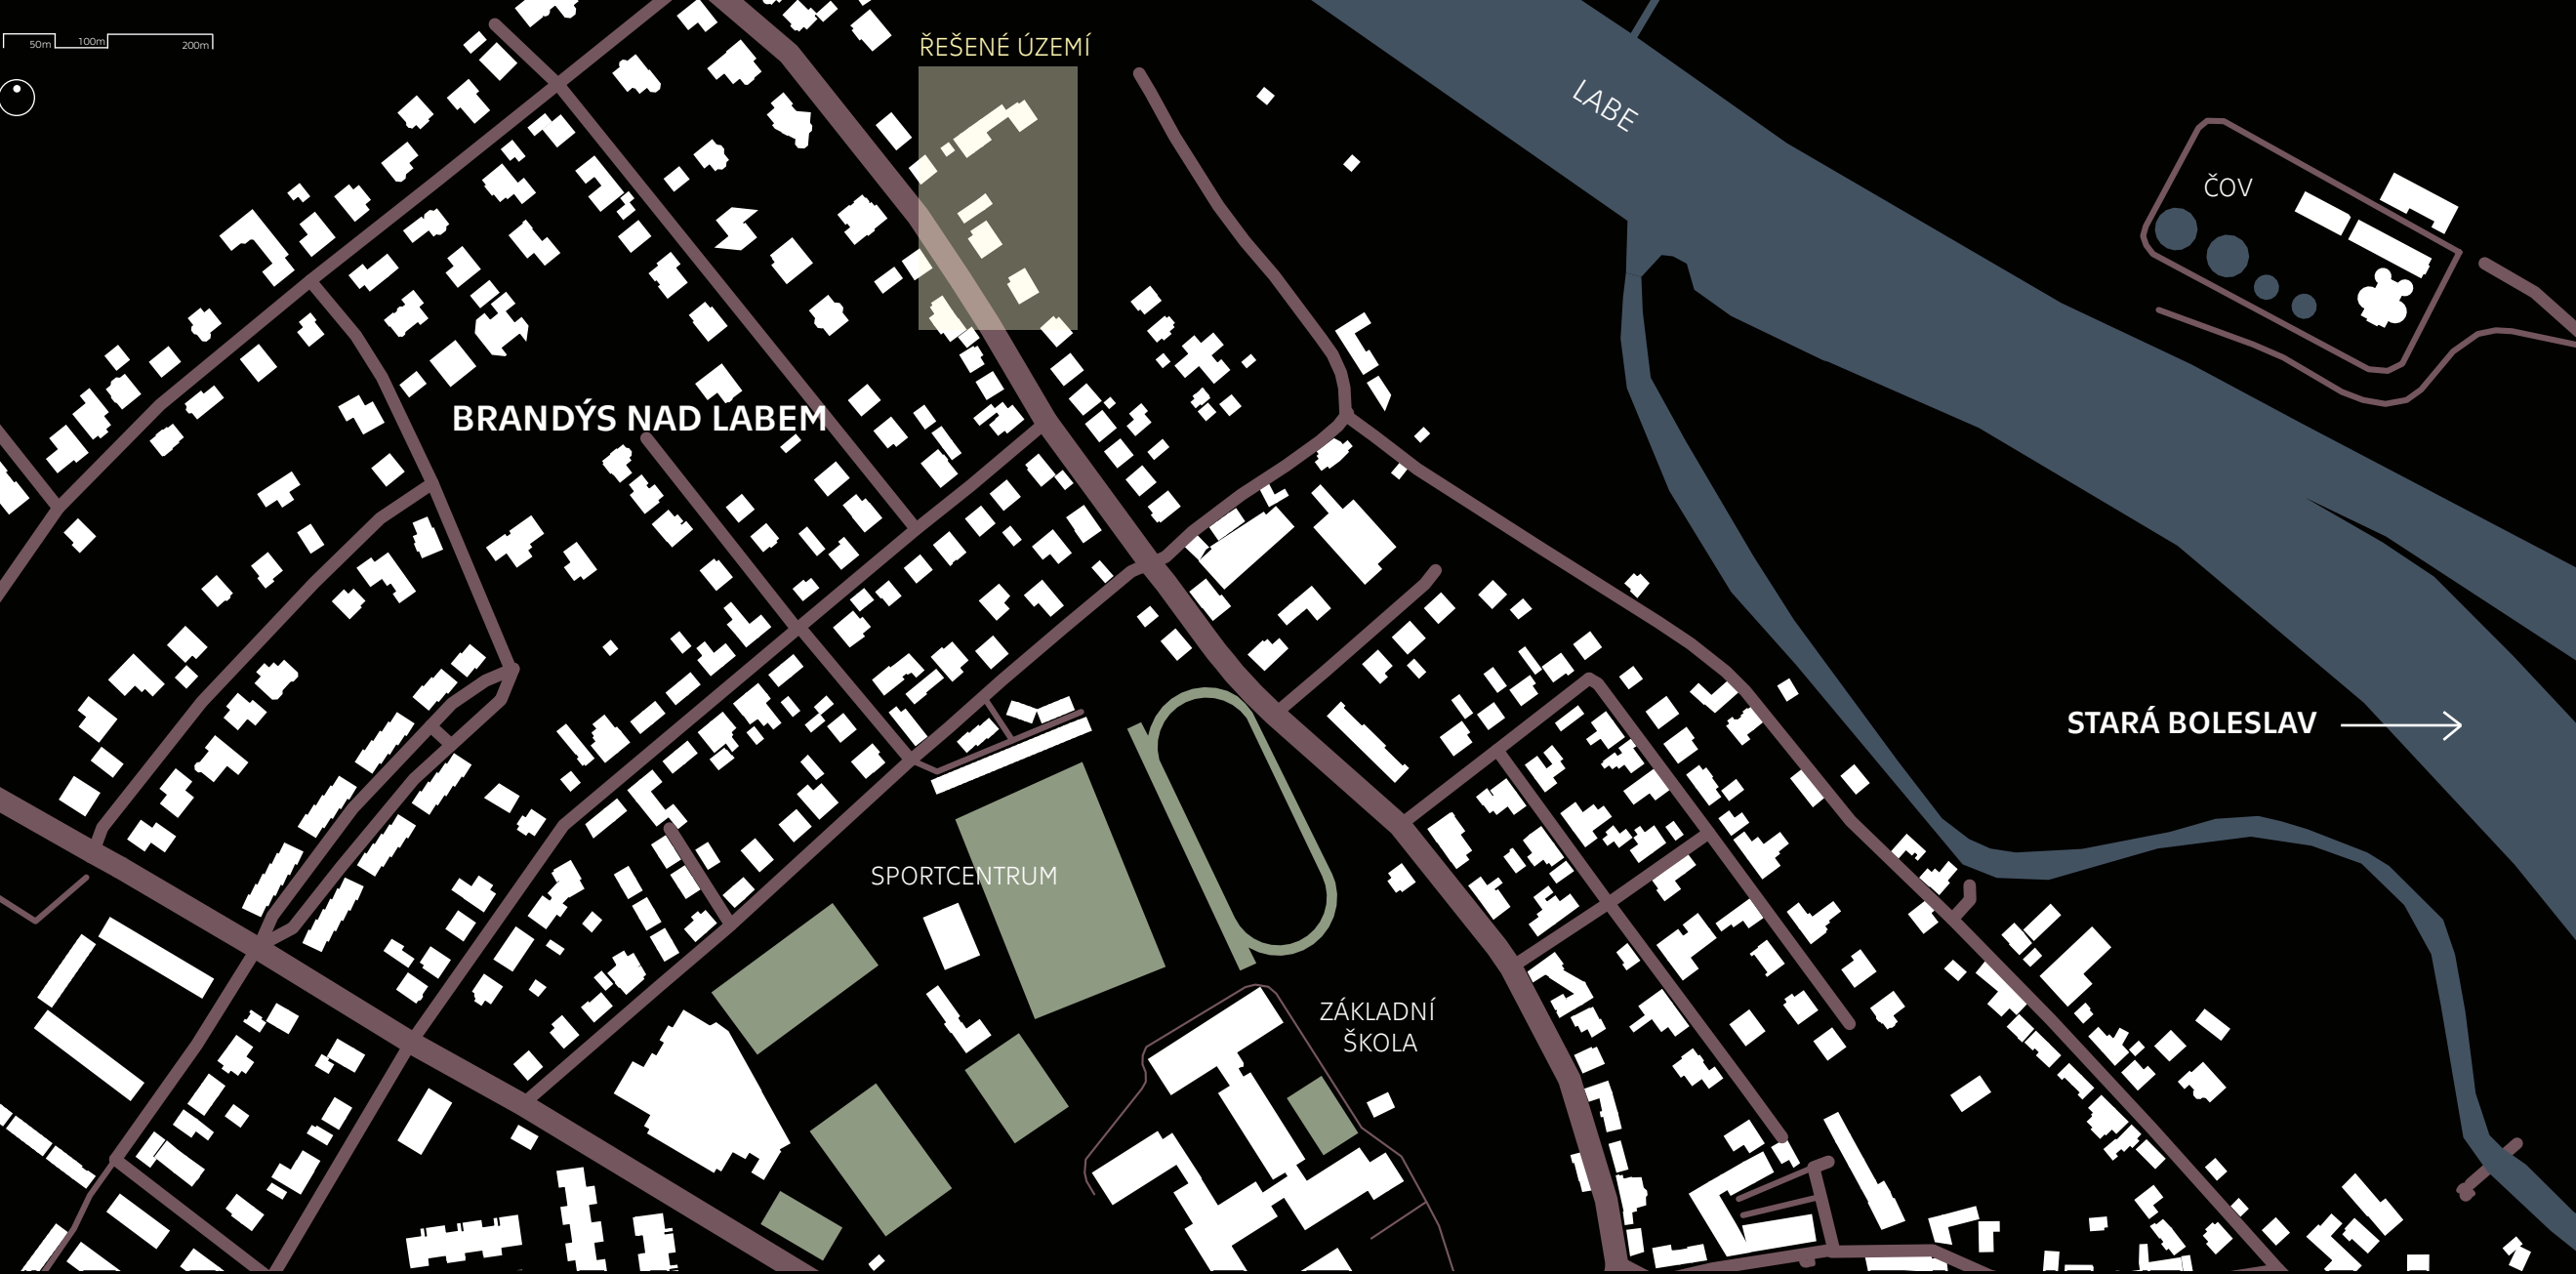 50m 100m 200m
ŘEŠENÉ ÚZEMÍ
LABE
ČOV
BRANDÝS NAD LABEM
STARÁ BOLESLAV
SPORTCENTRUM
ZÁKLADNÍ
ŠKOLA